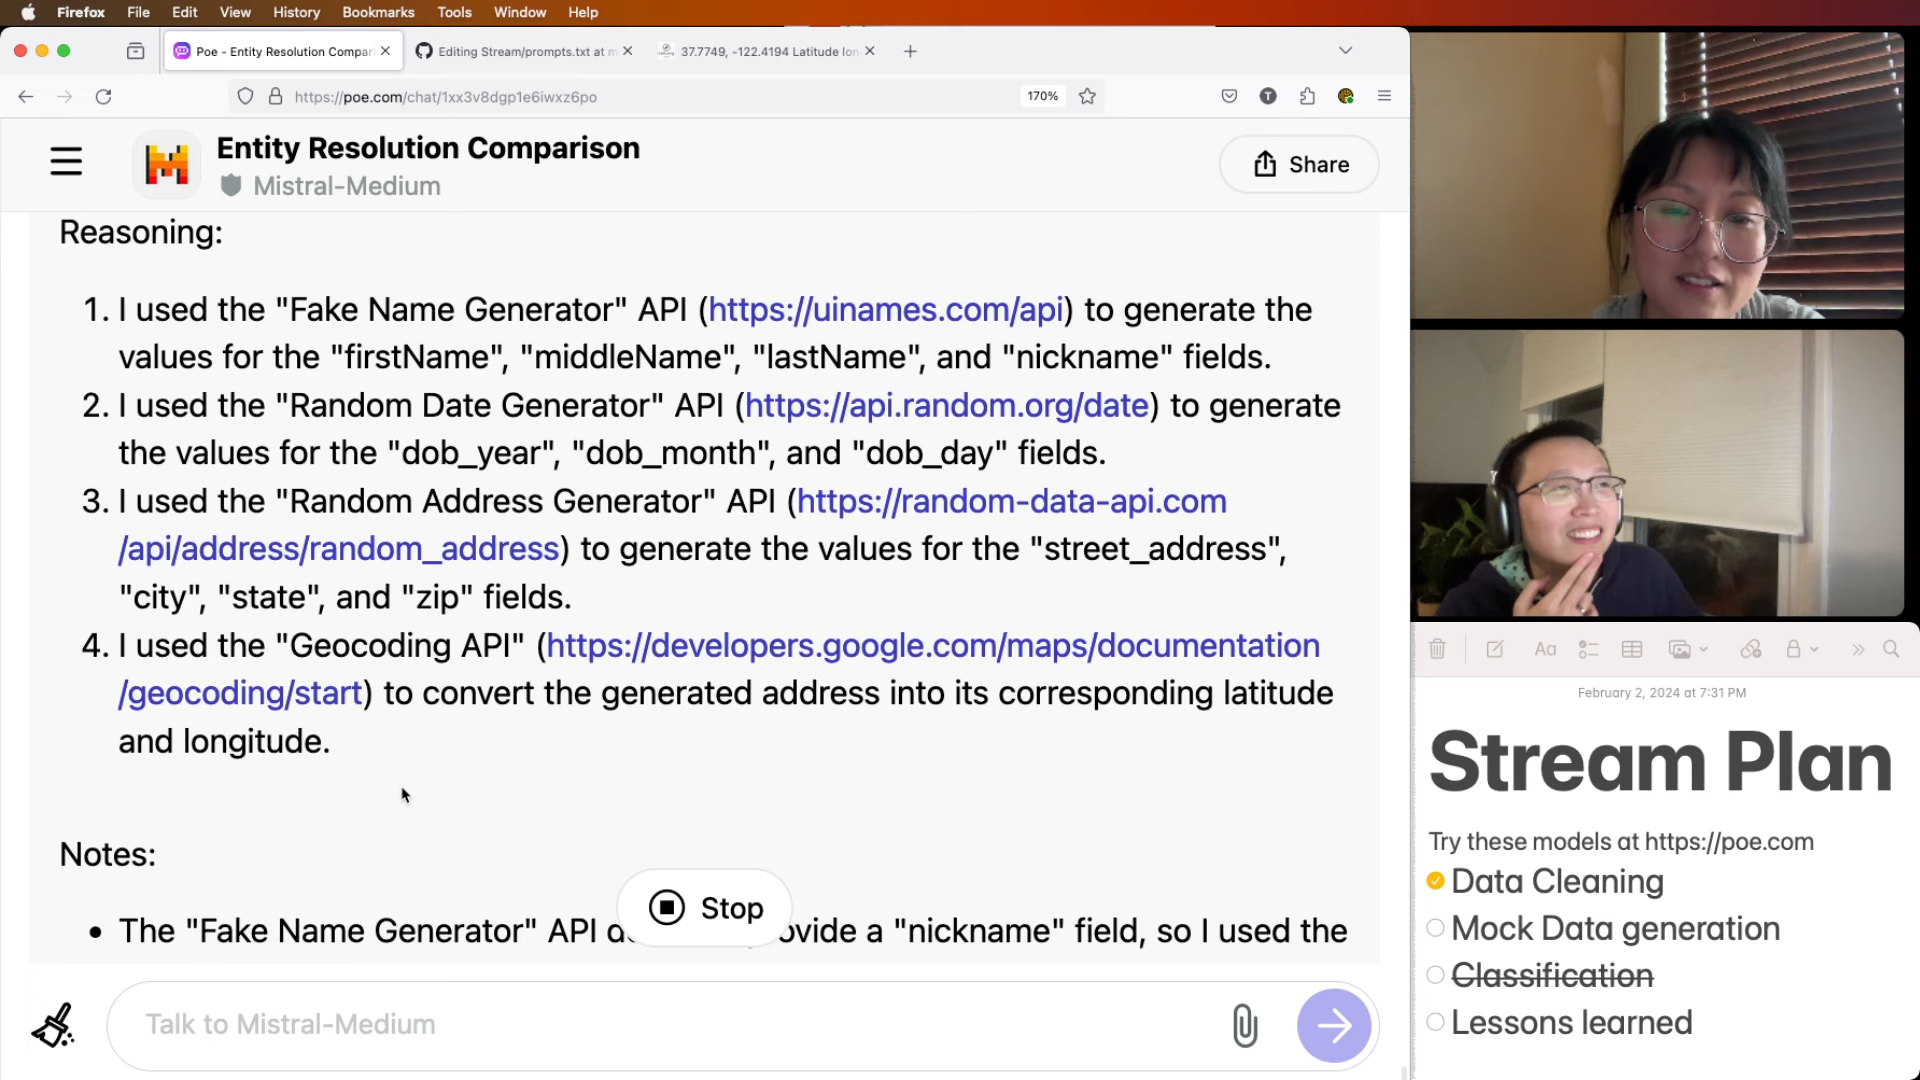 Firefox File Edit View History Bookmarks Tools Window Help
Poe - Entity Resolution Compar
Editing Stream/prompts.txt at m
37.7749, -122.4194 Latitude lon
https://poe.com/chat/1xx3v8dgp1e6iwxz6po
170%
T
Entity Resolution Comparison
Mistral-Medium
Share
Reasoning:
1. I used the "Fake Name Generator" API (https://uinames.com/api) to generate the
values for the "firstName", "middleName", "lastName", and "nickname" fields.
2. I used the "Random Date Generator" API (https://api.random.org/date) to generate
the values for the "dob_year", "dob_month", and "dob_day" fields.
3. I used the "Random Address Generator" API (https://random-data-api.com
/api/address/random_address) to generate the values for the "street_address",
"city", "state", and "zip" fields.
4. I used the "Geocoding API" (https://developers.google.com/maps/documentation
/geocoding/start) to convert the generated address into its corresponding latitude
and longitude.
Notes:
• The "Fake Name Generator" API a "nickname" field, so I used the
Stop
Talk to Mistral-Medium
Aa
February 2, 2024 at 7:31 PM
Stream Plan
Try these models at https://poe.com
Data Cleaning
Mock Data generation
Classification
Lessons learned